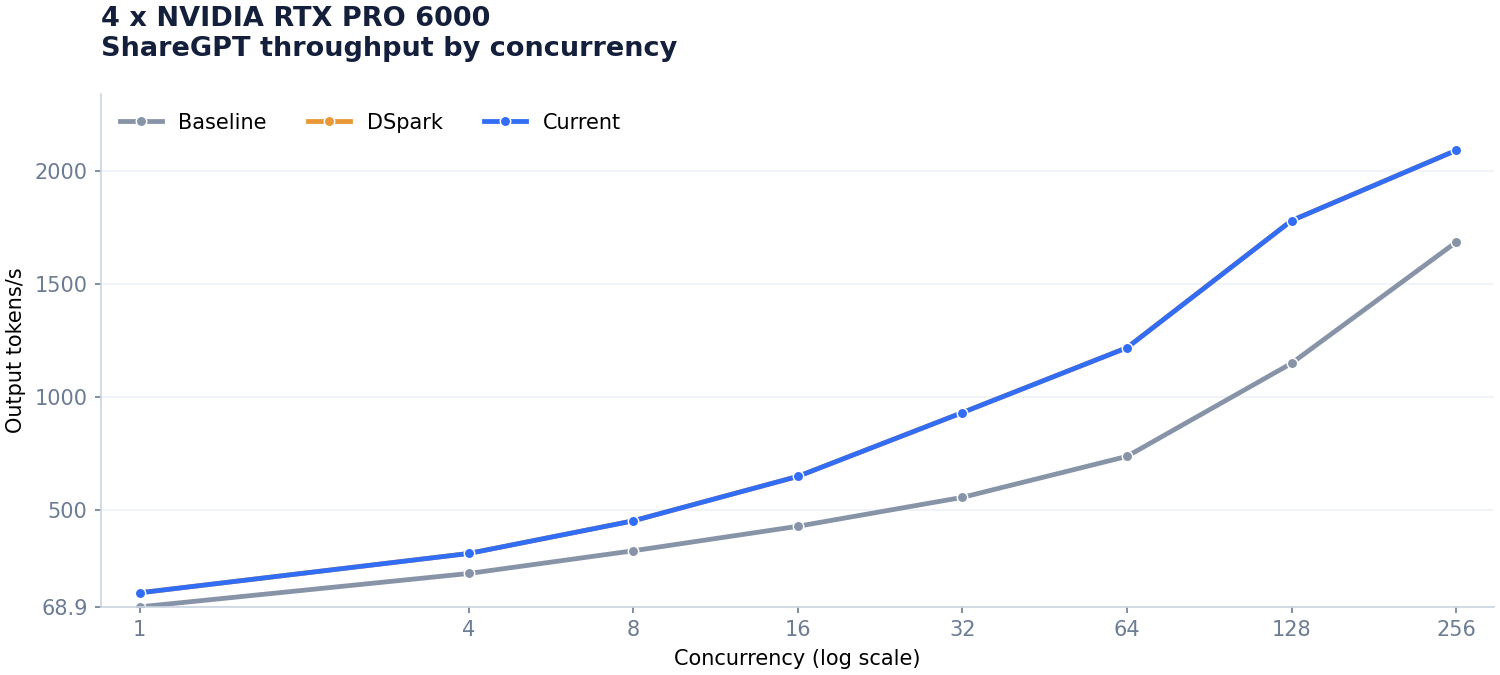 4 x NVIDIA RTX PRO 6000
ShareGPT throughput by concurrency
Baseline
DSpark
Current
Output tokens/s
2000
1500
1000
500
68.9
1
4
8
16
32
64
128
256
Concurrency (log scale)